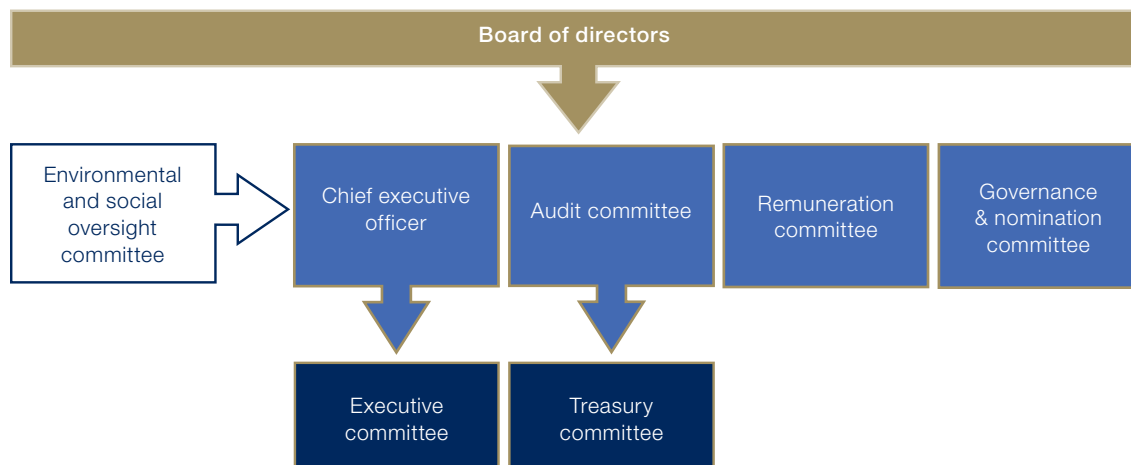 Board of directors
Environmental
and social
oversight
committee
Chief executive
officer
Audit committee
Remuneration
committee
Governance
& nomination
committee
Executive
committee
Treasury
committee